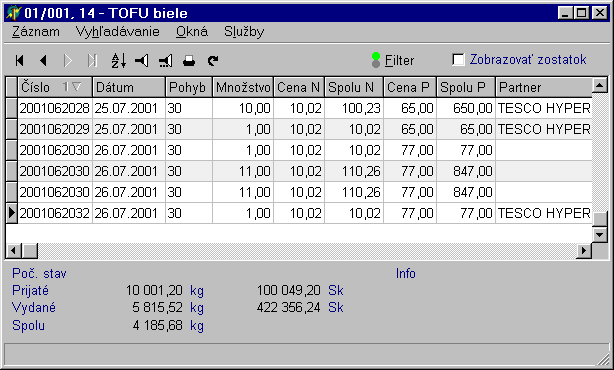 01/001, 14 - TOFU biele
Záznam Vyhľadávanie Okná Služby
Filter Zobrazovať zostatok
Číslo 1 Dátum Pohyb Množstvo Cena N Spolu N Cena P Spolu P Partner
2001062028 25.07.2001 30 10,00 10,02 100,23 65,00 650,00 TESCO HYPER
2001062029 25.07.2001 30 1,00 10,02 10,02 65,00 65,00 TESCO HYPER
2001062030 26.07.2001 30 1,00 10,02 10,02 77,00 77,00
2001062030 26.07.2001 30 11,00 10,02 110,26 77,00 847,00
2001062030 26.07.2001 30 11,00 10,02 110,26 77,00 847,00
2001062032 26.07.2001 30 1,00 10,02 10,02 77,00 77,00 TESCO HYPER
Poč. stav Info
Prijaté 10 001,20 kg 100 049,20 Sk
Vydané 5 815,52 kg 422 356,24 Sk
Spolu 4 185,68 kg